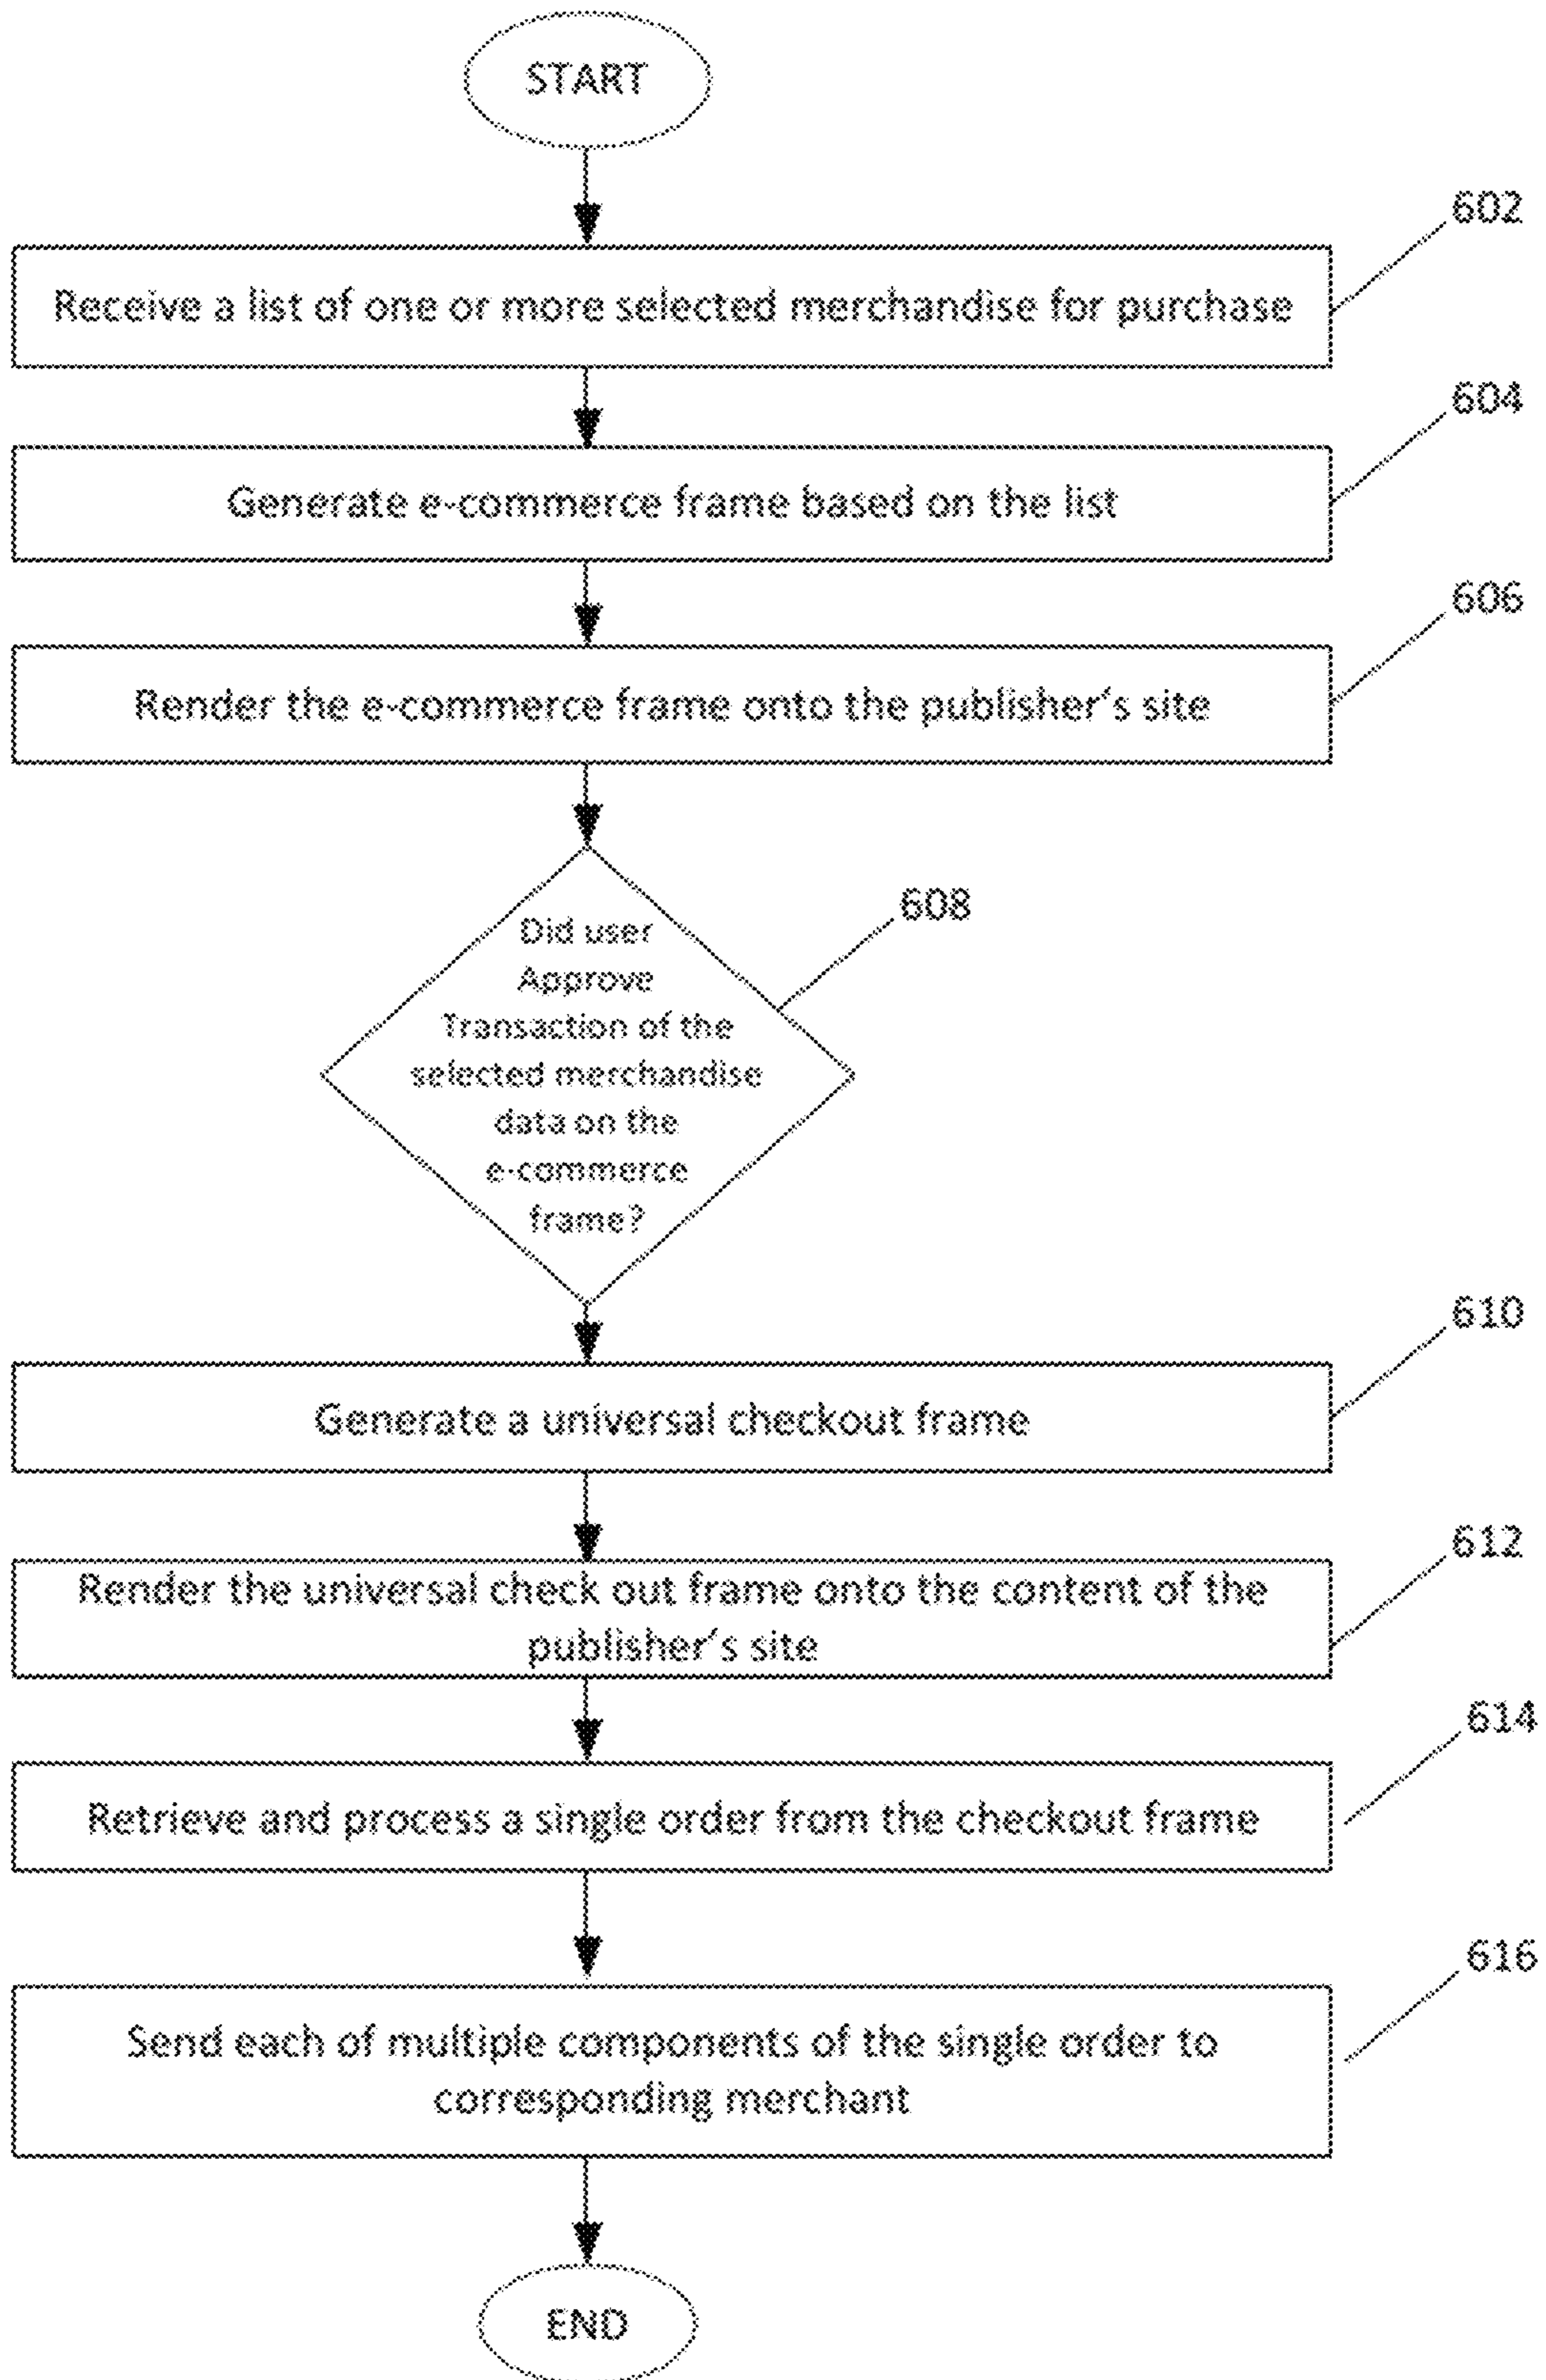 START
602
Receive a list of one or more selected merchandise for purchase
604
Generate e-commerce frame based on the list
606
Render the e-commerce frame onto the publisher's site
608
Did user
Approve
Transaction of the
selected merchandise
data on the
e-commerce
frame?
610
Generate a universal checkout frame
612
Render the universal check out frame onto the content of the
publisher's site
614
Retrieve and process a single order from the checkout frame
616
Send each of multiple components of the single order to
corresponding merchant
END